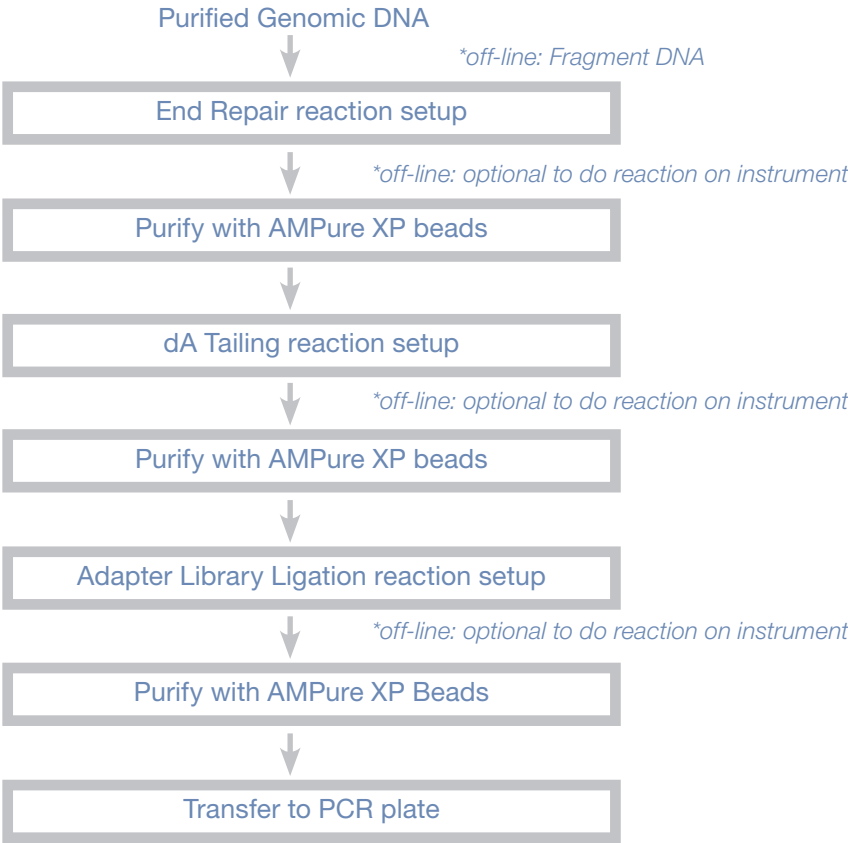 Purified Genomic DNA
*off-line: Fragment DNA
End Repair reaction setup
*off-line: optional to do reaction on instrument
Purify with AMPure XP beads
dA Tailing reaction setup
*off-line: optional to do reaction on instrument
Purify with AMPure XP beads
Adapter Library Ligation reaction setup
*off-line: optional to do reaction on instrument
Purify with AMPure XP Beads
Transfer to PCR plate